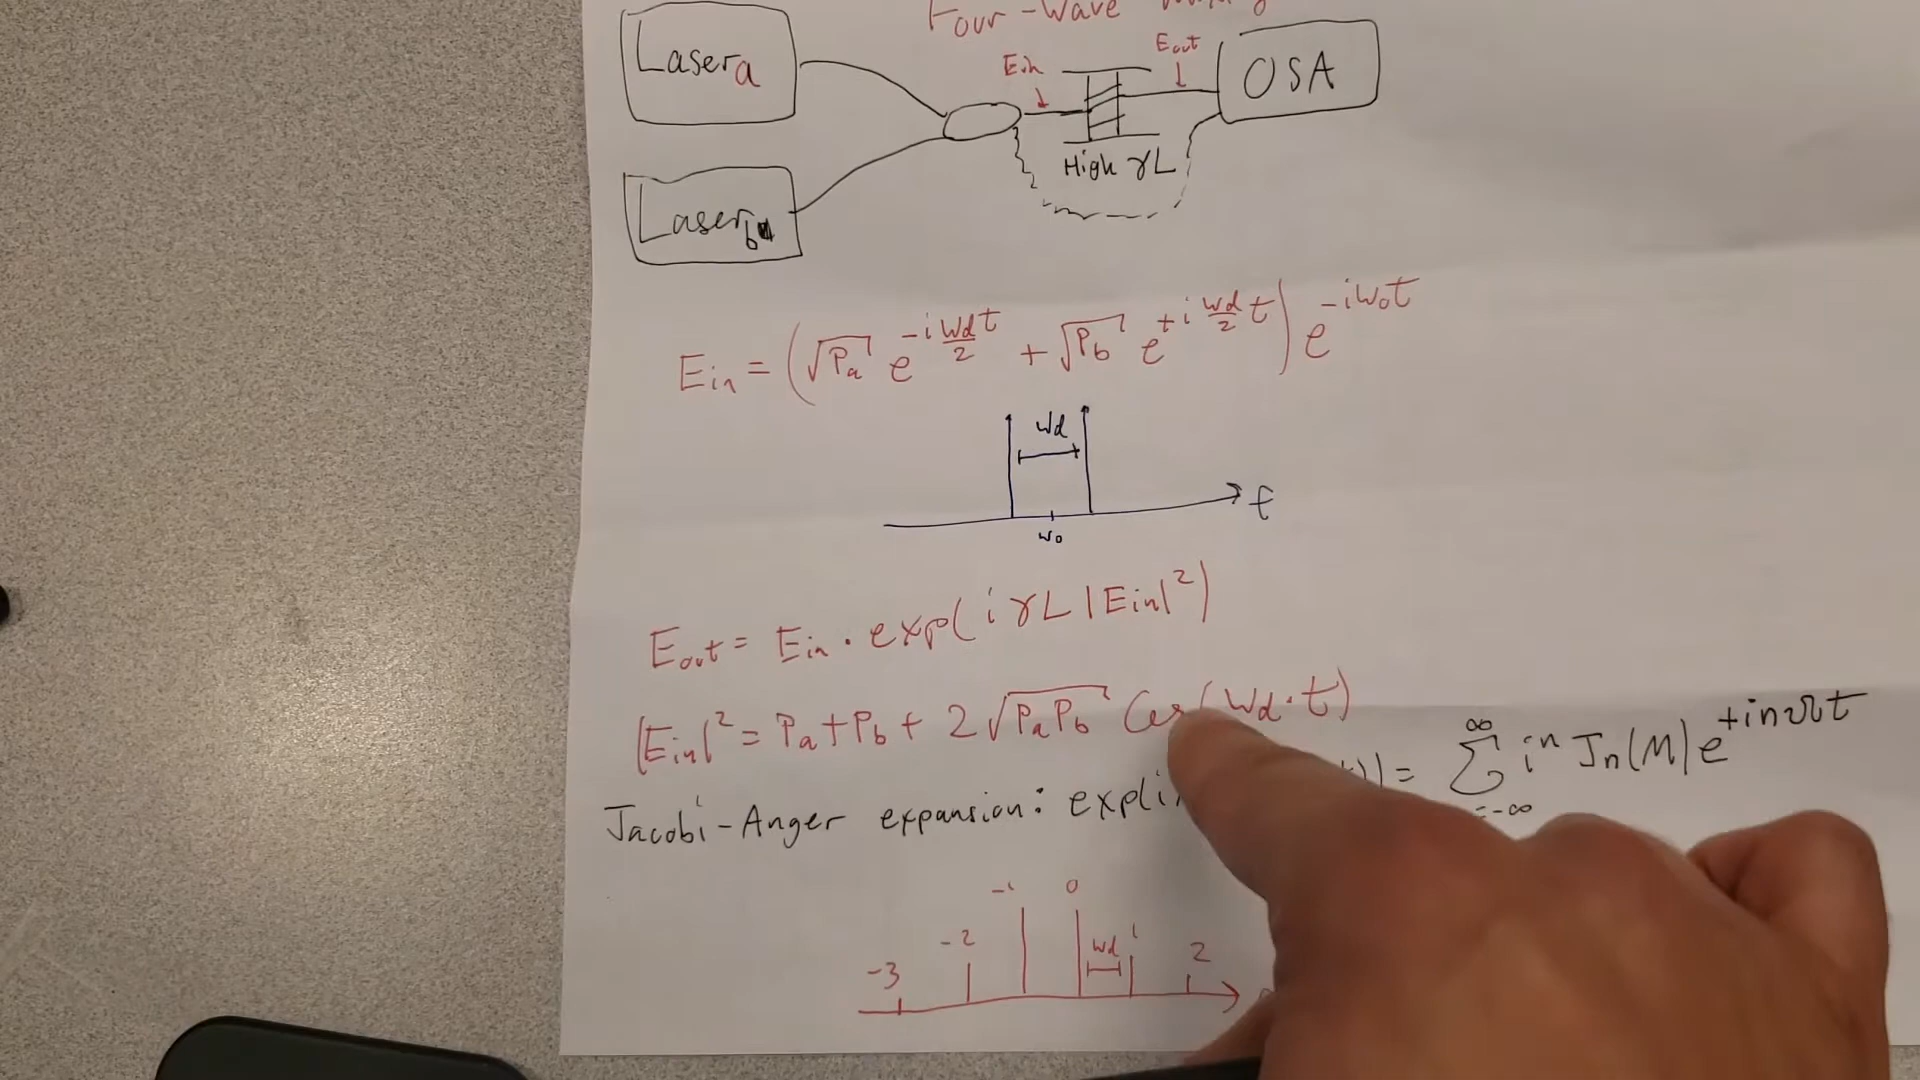 Four-Wave
Laser a
Ein
Eout
OSA
High γL
Laser b
Ein = (√Pa e^(-i wd/2 t) + √Pb e^(+i wd/2 t)) e^(-iw₀t)
wd
f
w₀
Eout = Ein · exp(i γL |Ein|²)
|Ein|² = Pa + Pb + 2√(PaPb) Cos(wd·t)
Jacobi-Anger expansion: exp(i )) = ∑ iⁿ Jn(M) e^(+inΩt)
∞
=-∞
-1 0
-2 wd 1 2
-3